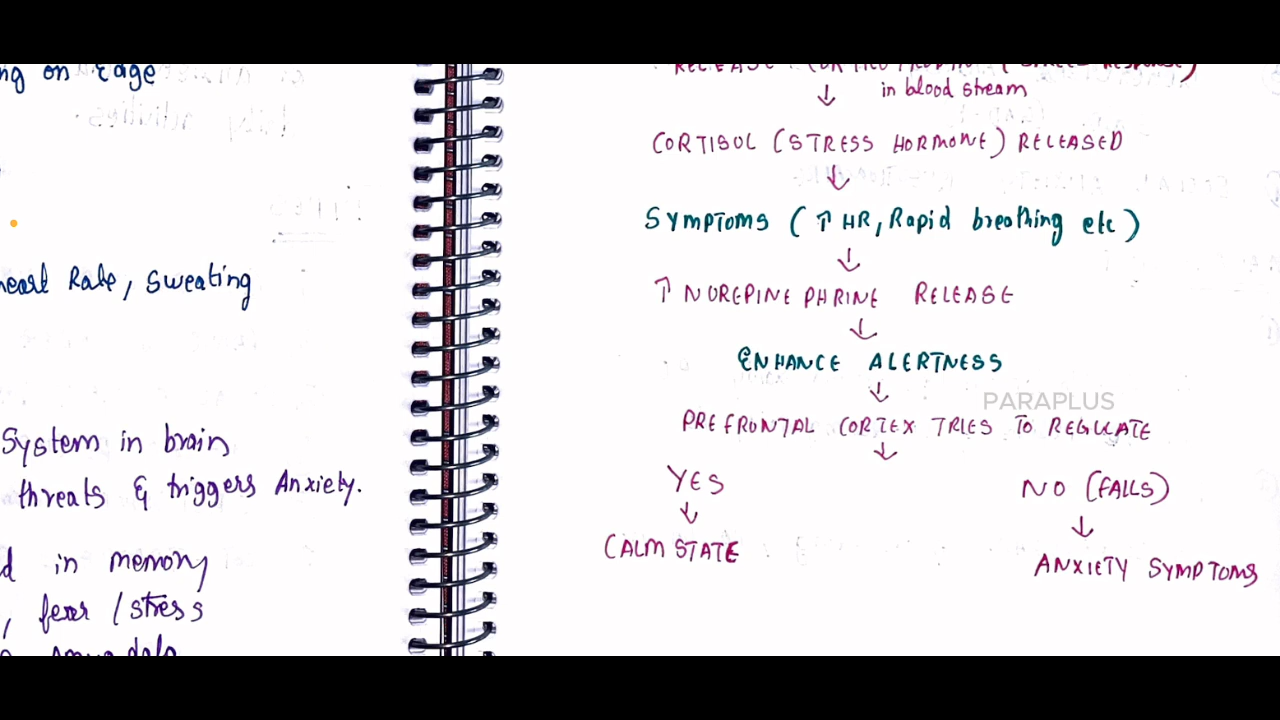 on Edge
Rate, sweating
System in brain
threats & triggers Anxiety.
in memory
, fear / stress
in blood stream
↓
CORTISOL (STRESS HORMONE) RELEASED
↓
SYMPTOMS (↑ HR, Rapid breathing etc)
↓
↑ NOREPINEPHRINE RELEASE
↓
ENHANCE ALERTNESS
↓
PARAPLUS
PREFRONTAL CORTEX TRIES TO REGULATE
↓
YES
NO (FAILS)
↓
↓
CALM STATE
ANXIETY SYMPTOMS